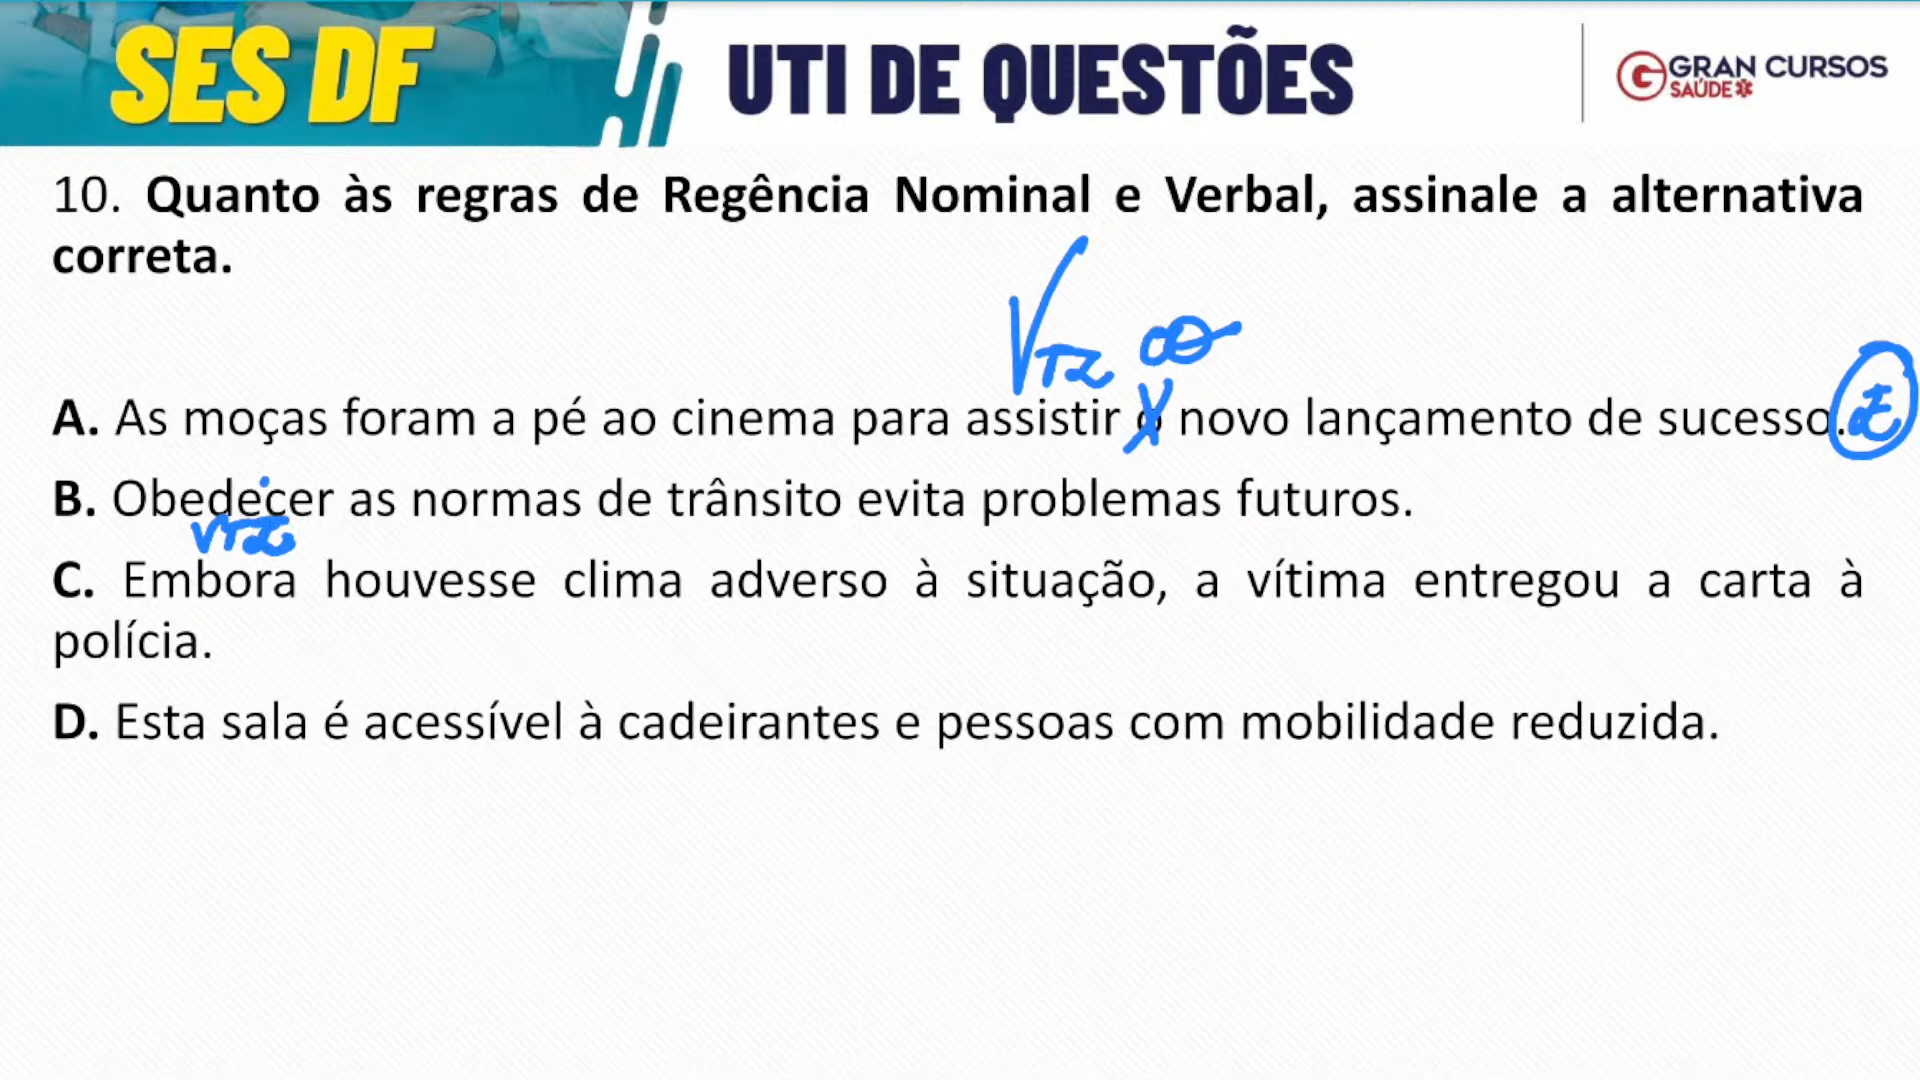 SES DF
UTI DE QUESTÕES
GRAN CURSOS
SAÚDE
10. Quanto às regras de Regência Nominal e Verbal, assinale a alternativa
correta.
VTI ao
A. As moças foram a pé ao cinema para assistir o novo lançamento de sucesso. E
B. Obedecer as normas de trânsito evita problemas futuros.
VTI
C. Embora houvesse clima adverso à situação, a vítima entregou a carta à
polícia.
D. Esta sala é acessível à cadeirantes e pessoas com mobilidade reduzida.